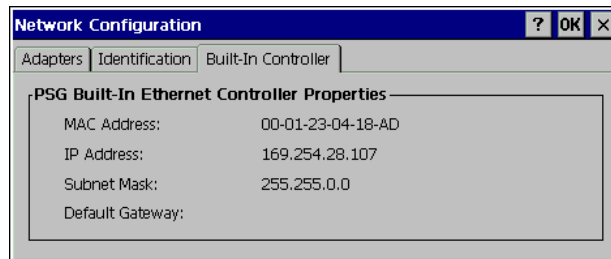 Network Configuration ? OK ×
Adapters Identification Built-In Controller
PSG Built-In Ethernet Controller Properties
MAC Address: 00-01-23-04-18-AD
IP Address: 169.254.28.107
Subnet Mask: 255.255.0.0
Default Gateway: